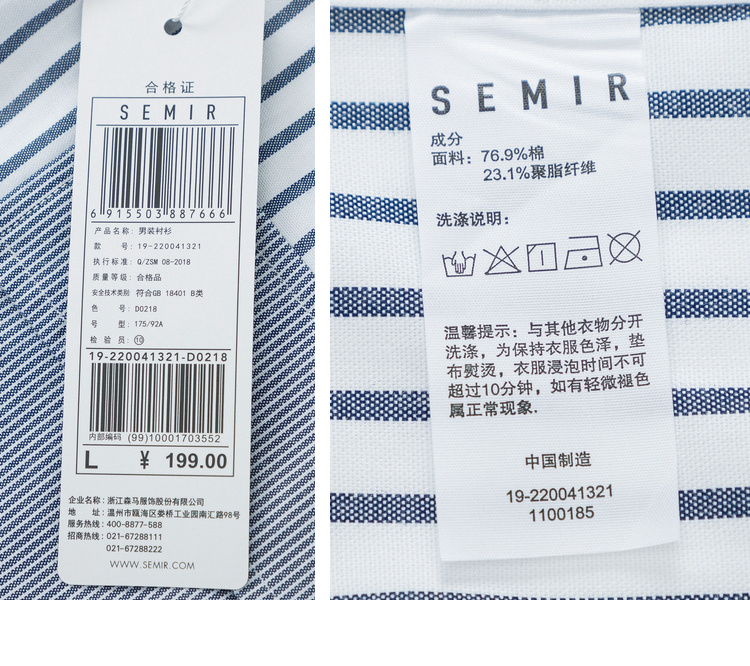 合格证
SEMIR
6 915503 887666
产品名称: 男装衬衫
款 号: 19-220041321
执行标准: Q/ZSM 08-2018
质量等级: 合格品
安全技术类别 符合GB 18401 B类
色 号: D0218
号 型: 175/92A
检 验 员: ⑩
19-220041321-D0218
内部编码 (99)10001703552
L ¥ 199.00
企业名称: 浙江森马服饰股份有限公司
地 址: 温州市瓯海区娄桥工业园南汇路98号
服务热线: 400-8877-588
招商热线: 021-67288111
021-67288222
WWW.SEMIR.COM
SEMIR
成分
面料: 76.9%棉
23.1%聚脂纤维
洗涤说明:
温馨提示: 与其他衣物分开
洗涤, 为保持衣服色泽, 垫
布熨烫, 衣服浸泡时间不可
超过10分钟, 如有轻微褪色
属正常现象.
中国制造
19-220041321
1100185